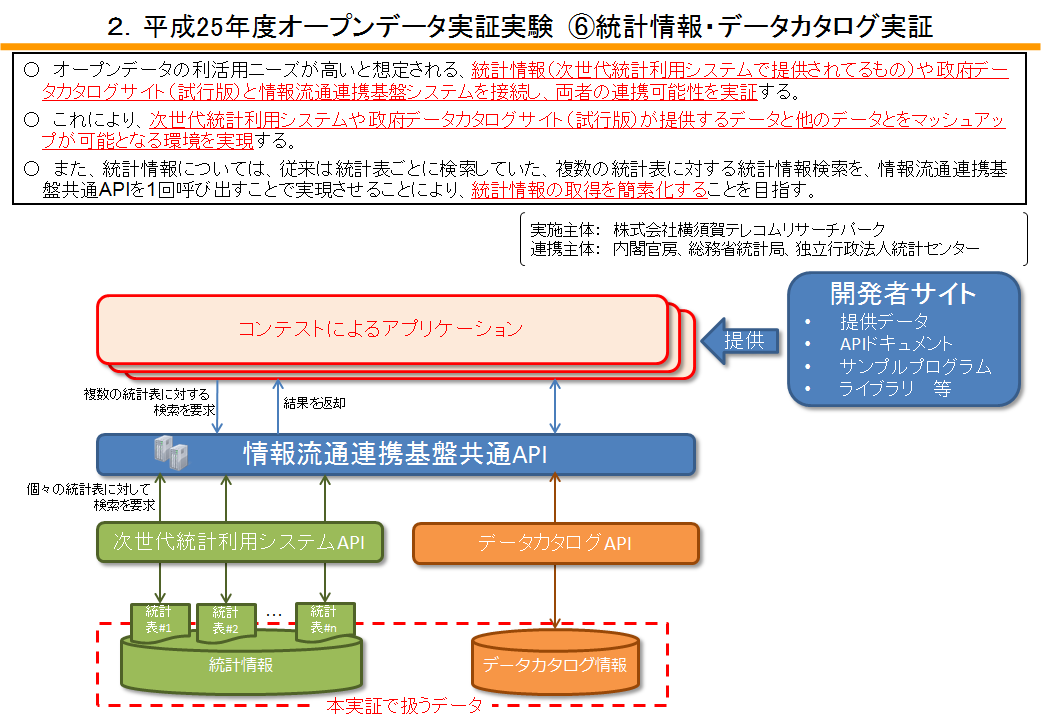 ２．平成25年度オープンデータ実証実験 ⑥統計情報・データカタログ実証
○ オープンデータの利活用ニーズが高いと想定される、統計情報（次世代統計利用システムで提供されてるもの）や政府デー
タカタログサイト（試行版）と情報流通連携基盤システムを接続し、両者の連携可能性を実証する。
○ これにより、次世代統計利用システムや政府データカタログサイト（試行版）が提供するデータと他のデータとをマッシュアッ
プが可能となる環境を実現する。
○ また、統計情報については、従来は統計表ごとに検索していた、複数の統計表に対する統計情報検索を、情報流通連携基
盤共通APIを1回呼び出すことで実現させることにより、統計情報の取得を簡素化することを目指す。
実施主体： 株式会社横須賀テレコムリサーチパーク
連携主体： 内閣官房、総務省統計局、独立行政法人統計センター
開発者サイト
• 提供データ
• APIドキュメント
• サンプルプログラム
• ライブラリ 等
提供
コンテストによるアプリケーション
複数の統計表に対する
検索を要求
結果を返却
情報流通連携基盤共通API
個々の統計表に対して
検索を要求
次世代統計利用システムAPI
データカタログAPI
統計
表#1
統計
表#2
…
統計
表#n
統計情報
データカタログ情報
本実証で扱うデータ